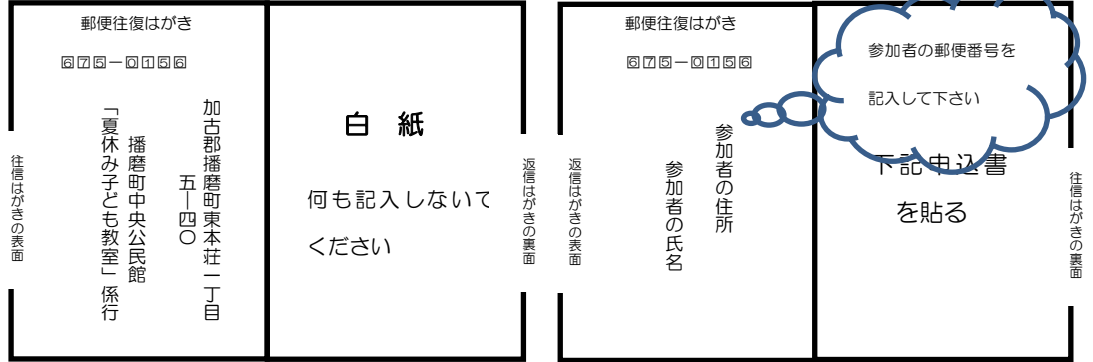 郵便往復はがき
675-0156
加古郡播磨町東本荘一丁目
五―四〇
播磨町中央公民館
「夏休み子ども教室」係行
往信はがきの表面
白 紙
何も記入しないで
ください
返信はがきの裏面
郵便往復はがき
675-0156
参加者の住所
参加者の氏名
返信はがきの表面
参加者の郵便番号を
記入して下さい
下記申込書
を貼る
往信はがきの裏面